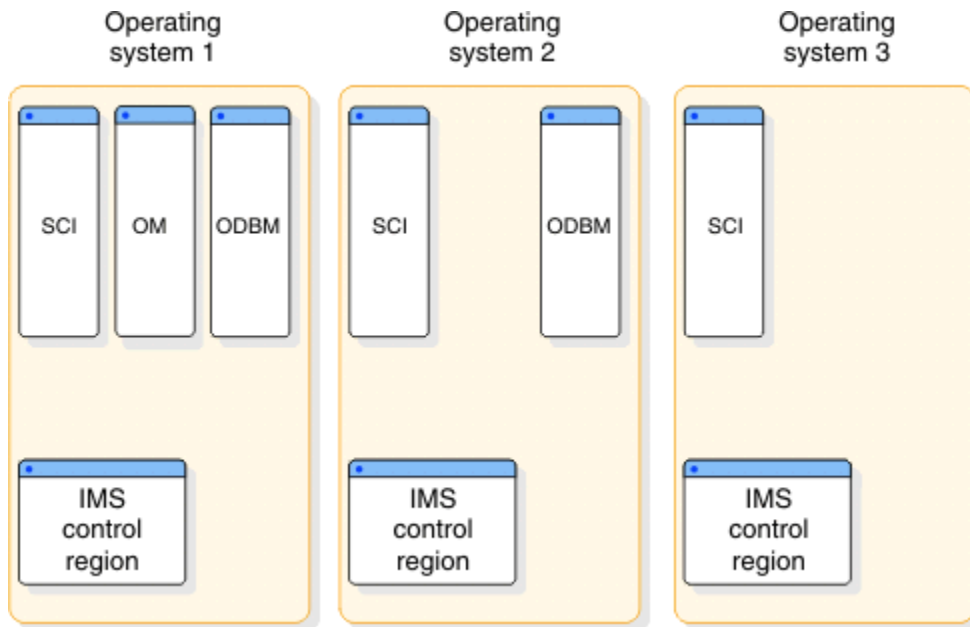 Operating
system 1
Operating
system 2
Operating
system 3
SCI
OM
ODBM
SCI
ODBM
SCI
IMS
control
region
IMS
control
region
IMS
control
region